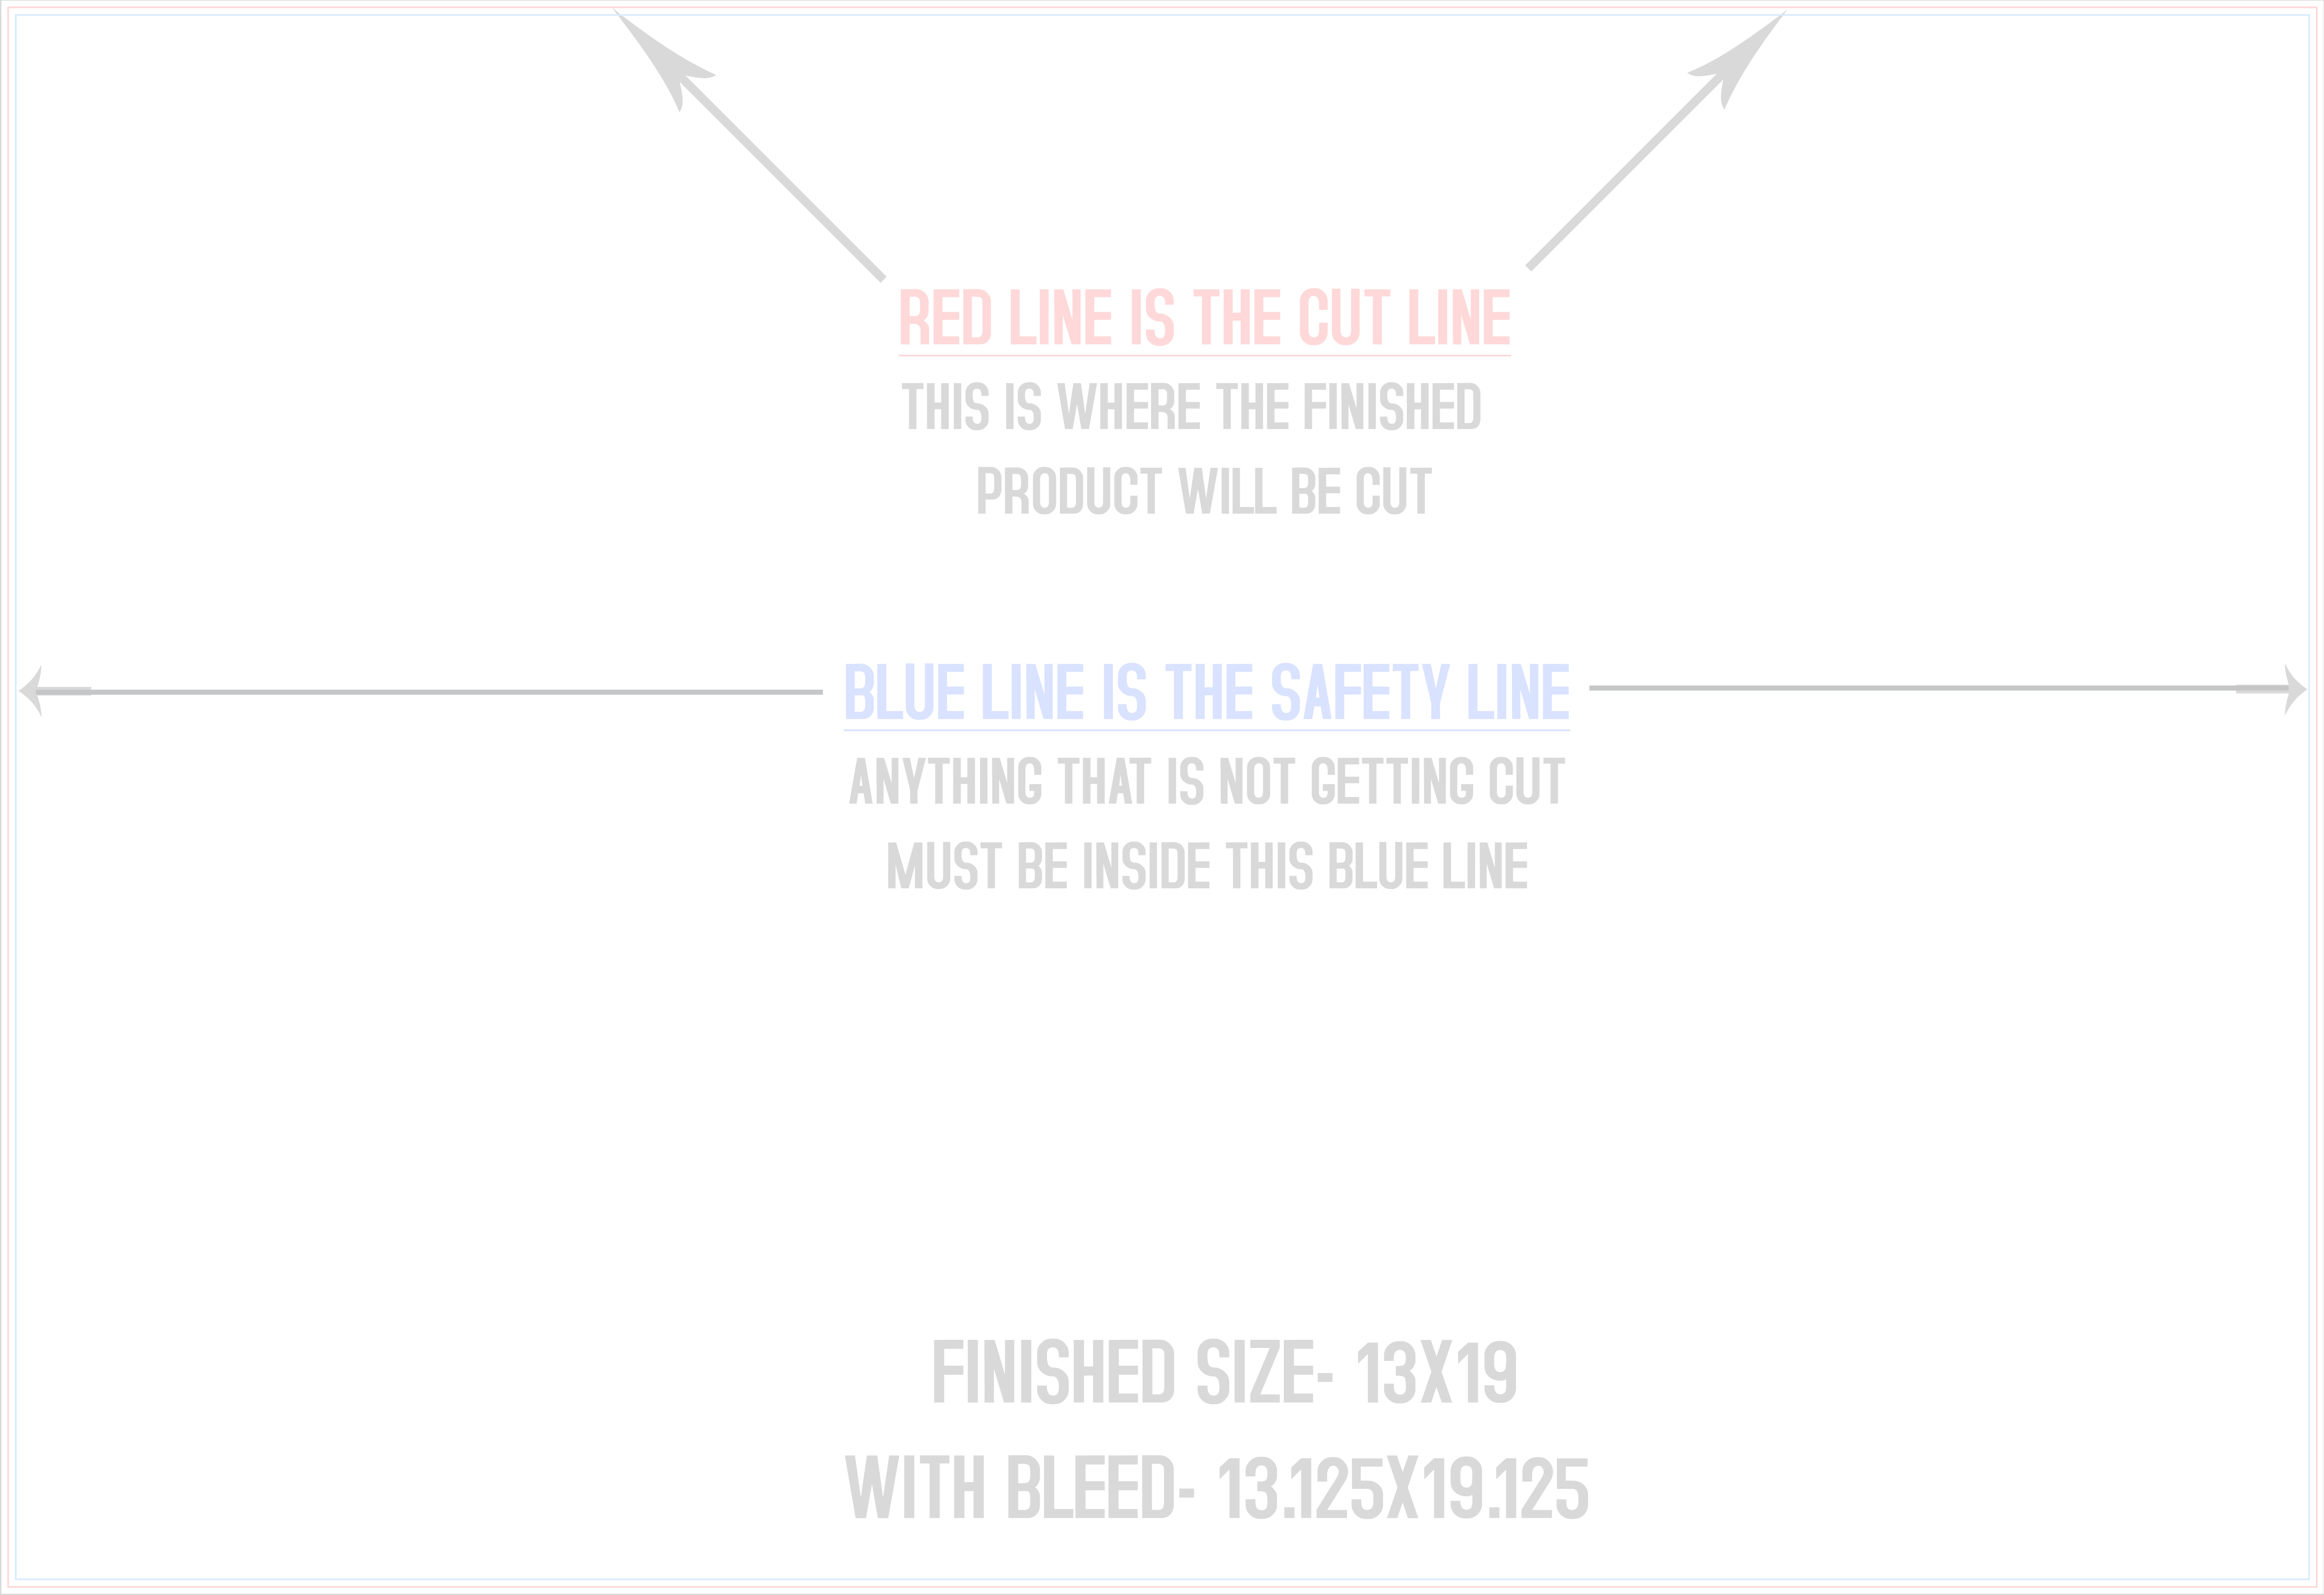 RED LINE IS THE CUT LINE
THIS IS WHERE THE FINISHED
PRODUCT WILL BE CUT
BLUE LINE IS THE SAFETY LINE
ANYTHING THAT IS NOT GETTING CUT
MUST BE INSIDE THIS BLUE LINE
FINISHED SIZE- 13X19
WITH BLEED- 13.125X19.125